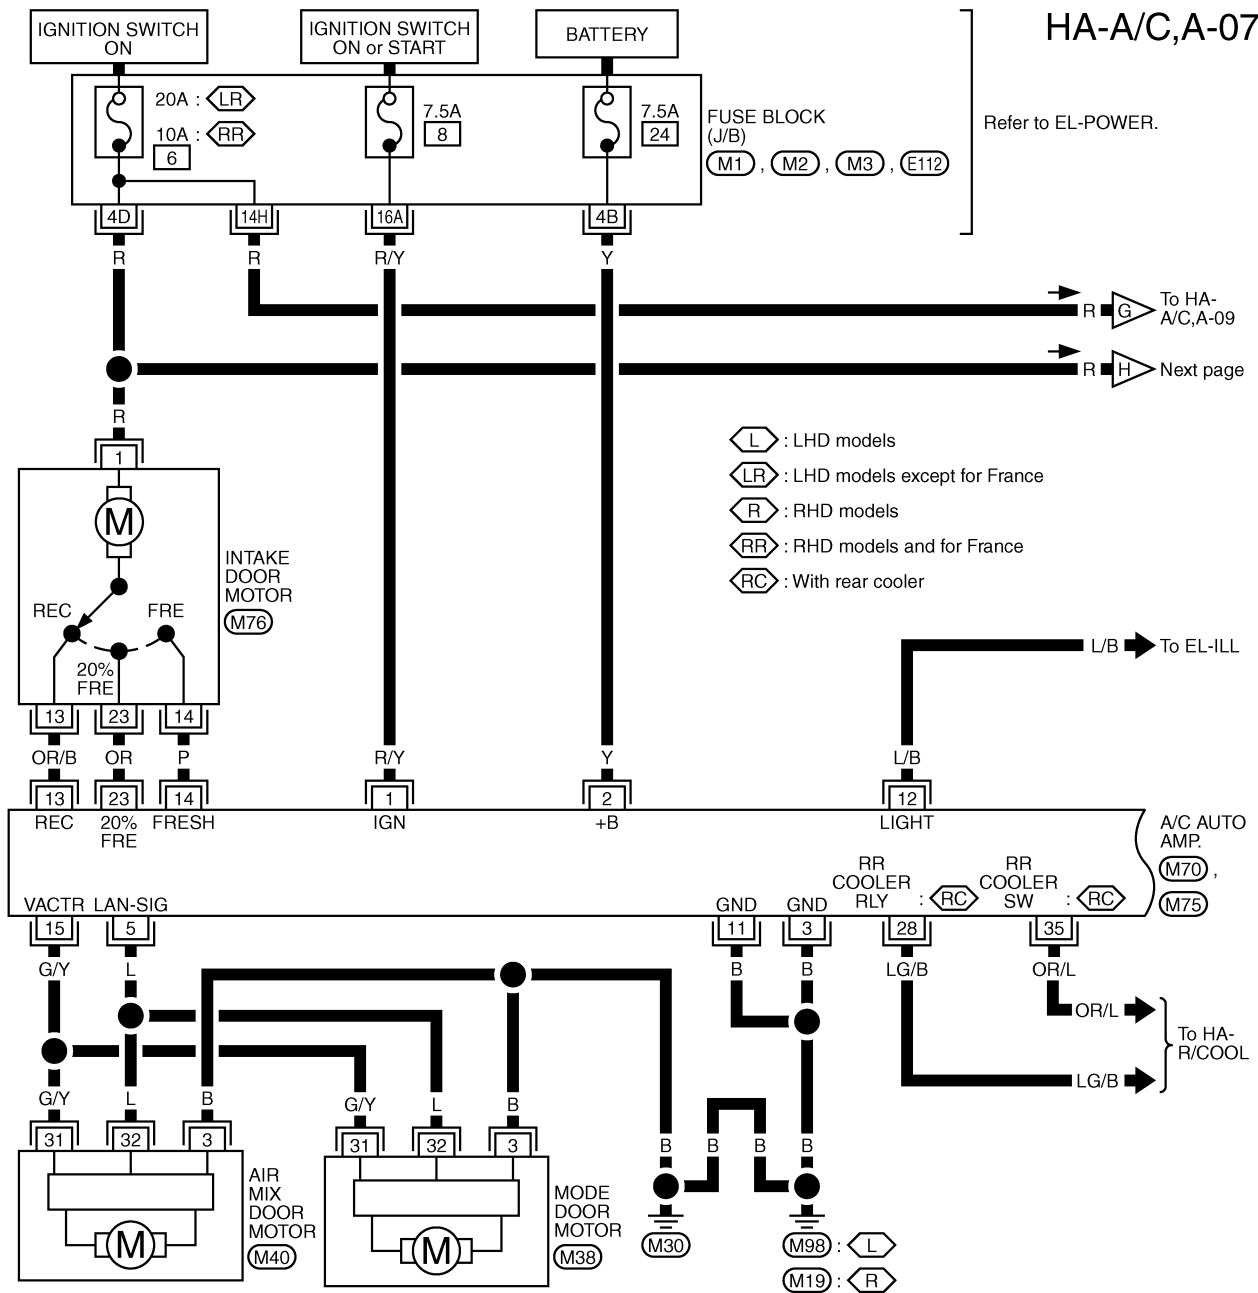 HA-A/C,A-07
IGNITION SWITCH
ON
IGNITION SWITCH
ON or START
BATTERY
20A : LR
10A : RR
6
7.5A
8
7.5A
24
FUSE BLOCK
(J/B)
M1 , M2 , M3 , E112
Refer to EL-POWER.
4D 14H 16A 4B
R R R/Y Y
R G
To HA-
A/C,A-09
R H Next page
R
1
L : LHD models
LR : LHD models except for France
R : RHD models
RR : RHD models and for France
RC : With rear cooler
M
INTAKE
DOOR
MOTOR
M76
REC FRE
20%
FRE
L/B To EL-ILL
13 23 14
OR/B OR P R/Y Y L/B
13 23 14 1 2 12
REC 20%
FRE
FRESH IGN +B LIGHT
A/C AUTO
AMP.
M70 ,
M75
VACTR LAN-SIG GND GND
RR
COOLER
RLY : RC
RR
COOLER
SW : RC
15 5 11 3 28 35
G/Y L B B LG/B OR/L
OR/L
To HA-
R/COOL
LG/B
G/Y L B G/Y L B
31 32 3 31 32 3
B B B B
AIR
MIX
DOOR
MOTOR
M40
M
MODE
DOOR
MOTOR
M38
M
M30
M98 : L
M19 : R